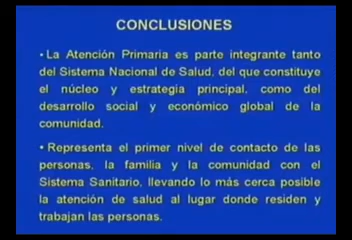 CONCLUSIONES
• La Atención Primaria es parte integrante tanto
del Sistema Nacional de Salud, del que constituye
el núcleo y estrategia principal, como del
desarrollo social y económico global de la
comunidad.
• Representa el primer nivel de contacto de las
personas, la familia y la comunidad con el
Sistema Sanitario, llevando lo más cerca posible
la atención de salud al lugar donde residen y
trabajan las personas.